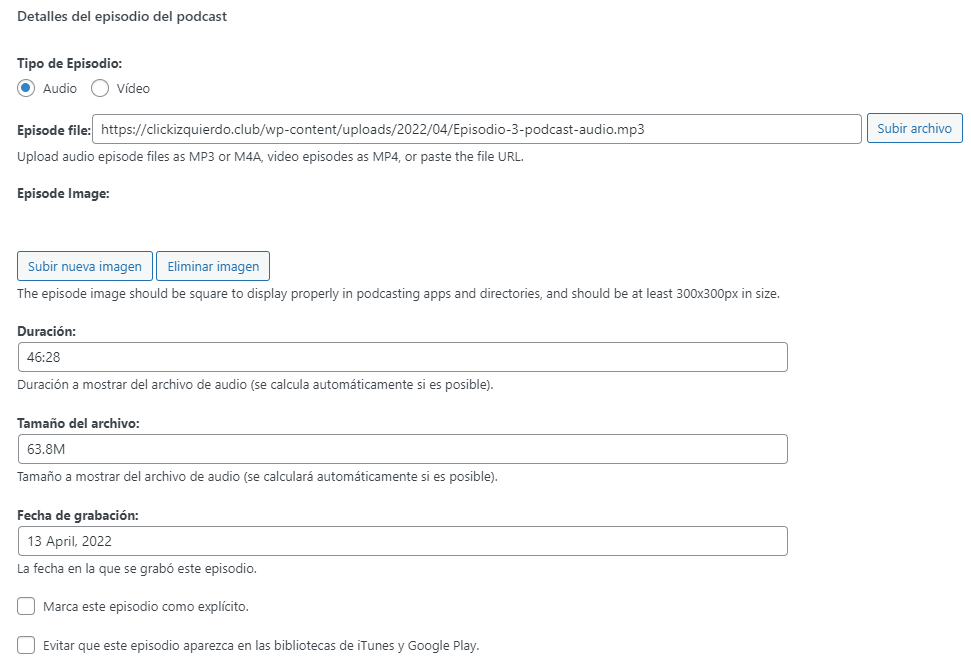 Detalles del episodio del podcast
Tipo de Episodio:
Audio Vídeo
Episode file: https://clickizquierdo.club/wp-content/uploads/2022/04/Episodio-3-podcast-audio.mp3 Subir archivo
Upload audio episode files as MP3 or M4A, video episodes as MP4, or paste the file URL.
Episode Image:
Subir nueva imagen Eliminar imagen
The episode image should be square to display properly in podcasting apps and directories, and should be at least 300x300px in size.
Duración:
46:28
Duración a mostrar del archivo de audio (se calcula automáticamente si es posible).
Tamaño del archivo:
63.8M
Tamaño a mostrar del archivo de audio (se calculará automáticamente si es posible).
Fecha de grabación:
13 April, 2022
La fecha en la que se grabó este episodio.
Marca este episodio como explícito.
Evitar que este episodio aparezca en las bibliotecas de iTunes y Google Play.